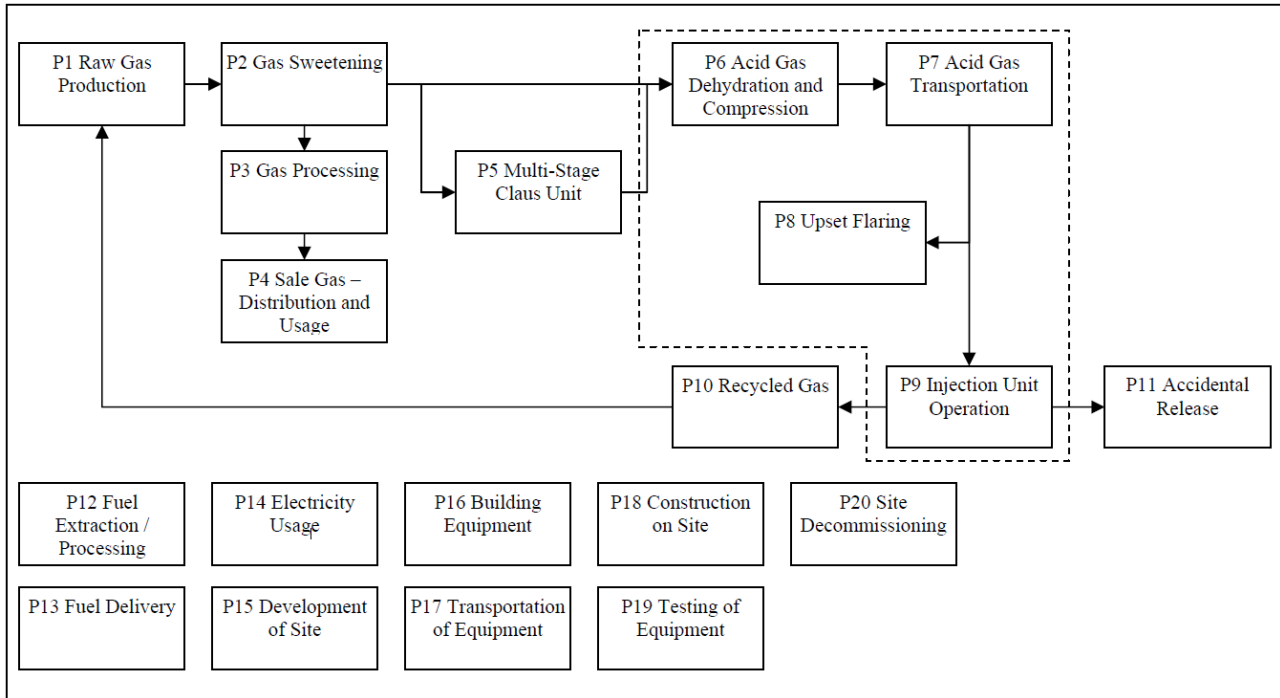 P1 Raw Gas
Production
P2 Gas Sweetening
P6 Acid Gas
Dehydration and
Compression
P7 Acid Gas
Transportation
P3 Gas Processing
P5 Multi-Stage
Claus Unit
P8 Upset Flaring
P4 Sale Gas –
Distribution and
Usage
P10 Recycled Gas
P9 Injection Unit
Operation
P11 Accidental
Release
P12 Fuel
Extraction /
Processing
P14 Electricity
Usage
P16 Building
Equipment
P18 Construction
on Site
P20 Site
Decommissioning
P13 Fuel Delivery
P15 Development
of Site
P17 Transportation
of Equipment
P19 Testing of
Equipment